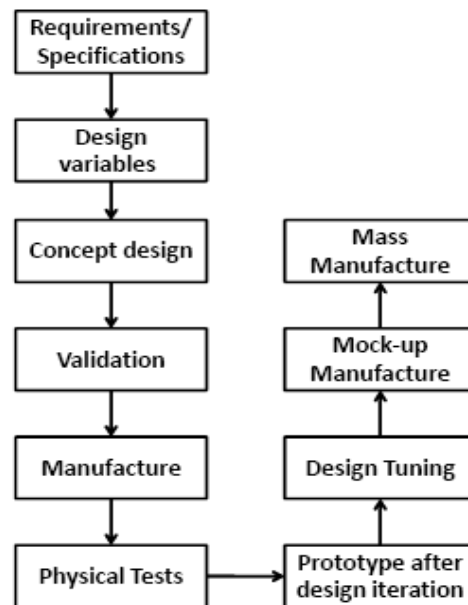 Requirements/
Specifications
Design
variables
Concept design
Validation
Manufacture
Physical Tests
Prototype after
design iteration
Design Tuning
Mock-up
Manufacture
Mass
Manufacture